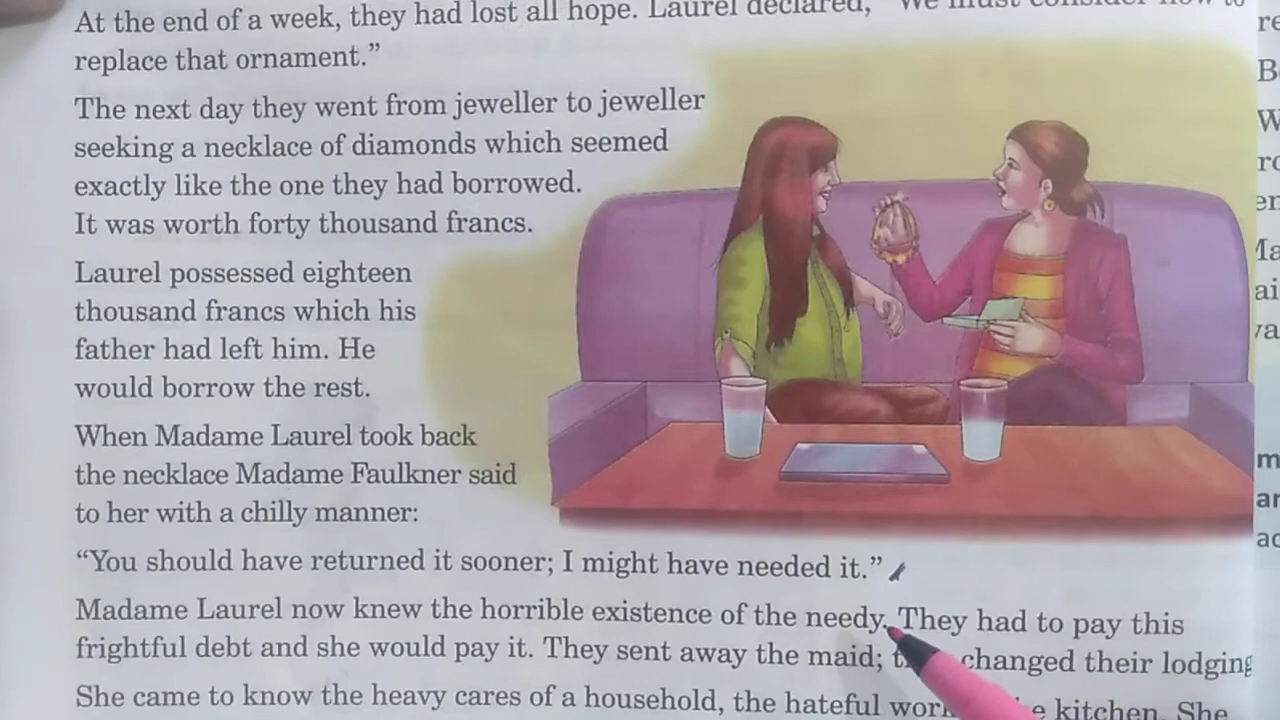 At the end of a week, they had lost all hope. Laurel declared, "We must consider how to
replace that ornament."
The next day they went from jeweller to jeweller
seeking a necklace of diamonds which seemed
exactly like the one they had borrowed.
It was worth forty thousand francs.
Laurel possessed eighteen
thousand francs which his
father had left him. He
would borrow the rest.
When Madame Laurel took back
the necklace Madame Faulkner said
to her with a chilly manner:
"You should have returned it sooner; I might have needed it."
Madame Laurel now knew the horrible existence of the needy. They had to pay this
frightful debt and she would pay it. They sent away the maid; changed their lodging
She came to know the heavy cares of a household, the hateful kitchen. She